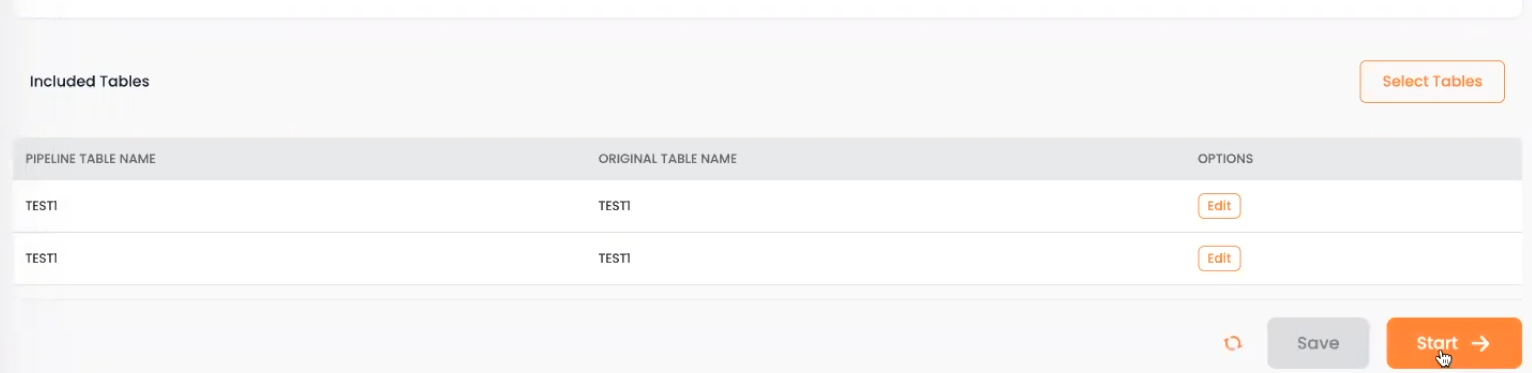 Included Tables
Select Tables
PIPELINE TABLE NAME ORIGINAL TABLE NAME OPTIONS
TEST1 TEST1 Edit
TEST1 TEST1 Edit
Save Start →